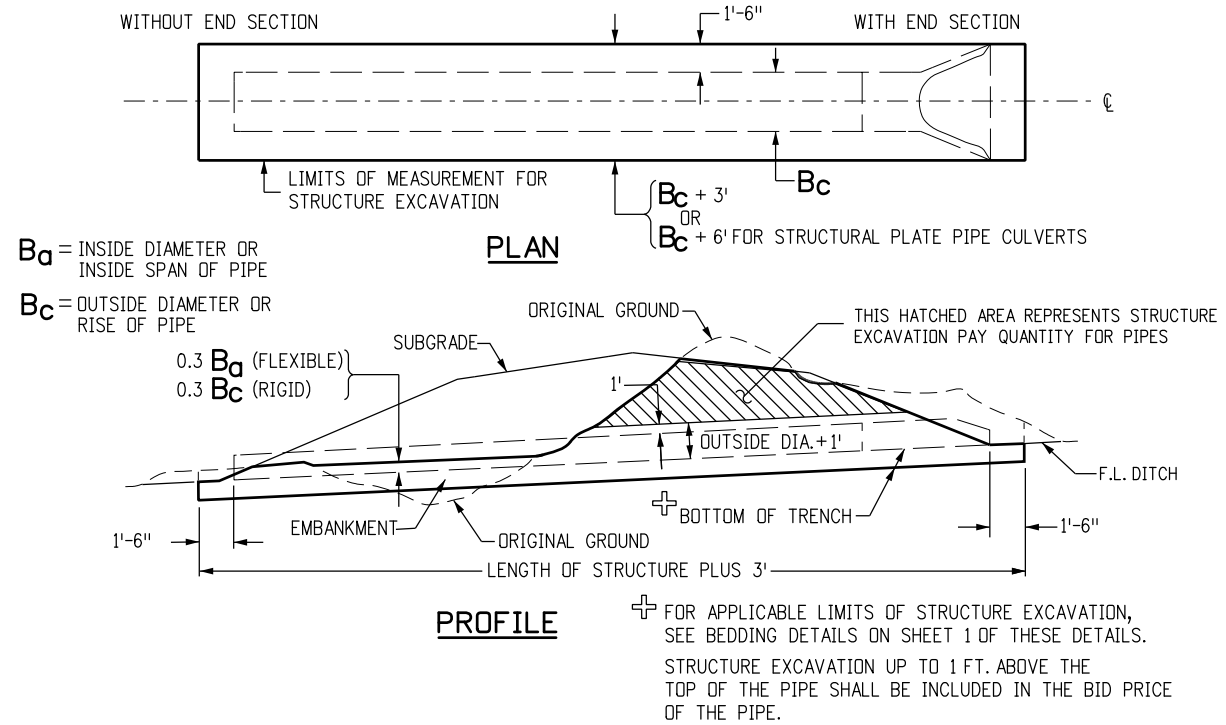 WITHOUT END SECTION
1'-6"
WITH END SECTION
℄
LIMITS OF MEASUREMENT FOR
STRUCTURE EXCAVATION
Bc
Bc + 3'
OR
Bc + 6' FOR STRUCTURAL PLATE PIPE CULVERTS
PLAN
Ba = INSIDE DIAMETER OR
INSIDE SPAN OF PIPE
Bc = OUTSIDE DIAMETER OR
RISE OF PIPE
ORIGINAL GROUND
THIS HATCHED AREA REPRESENTS STRUCTURE
EXCAVATION PAY QUANTITY FOR PIPES
SUBGRADE
0.3 Ba (FLEXIBLE)
0.3 Bc (RIGID)
1'
OUTSIDE DIA.+1'
F.L. DITCH
BOTTOM OF TRENCH
EMBANKMENT
ORIGINAL GROUND
1'-6"
1'-6"
LENGTH OF STRUCTURE PLUS 3'
PROFILE
FOR APPLICABLE LIMITS OF STRUCTURE EXCAVATION,
SEE BEDDING DETAILS ON SHEET 1 OF THESE DETAILS.
STRUCTURE EXCAVATION UP TO 1 FT. ABOVE THE
TOP OF THE PIPE SHALL BE INCLUDED IN THE BID PRICE
OF THE PIPE.